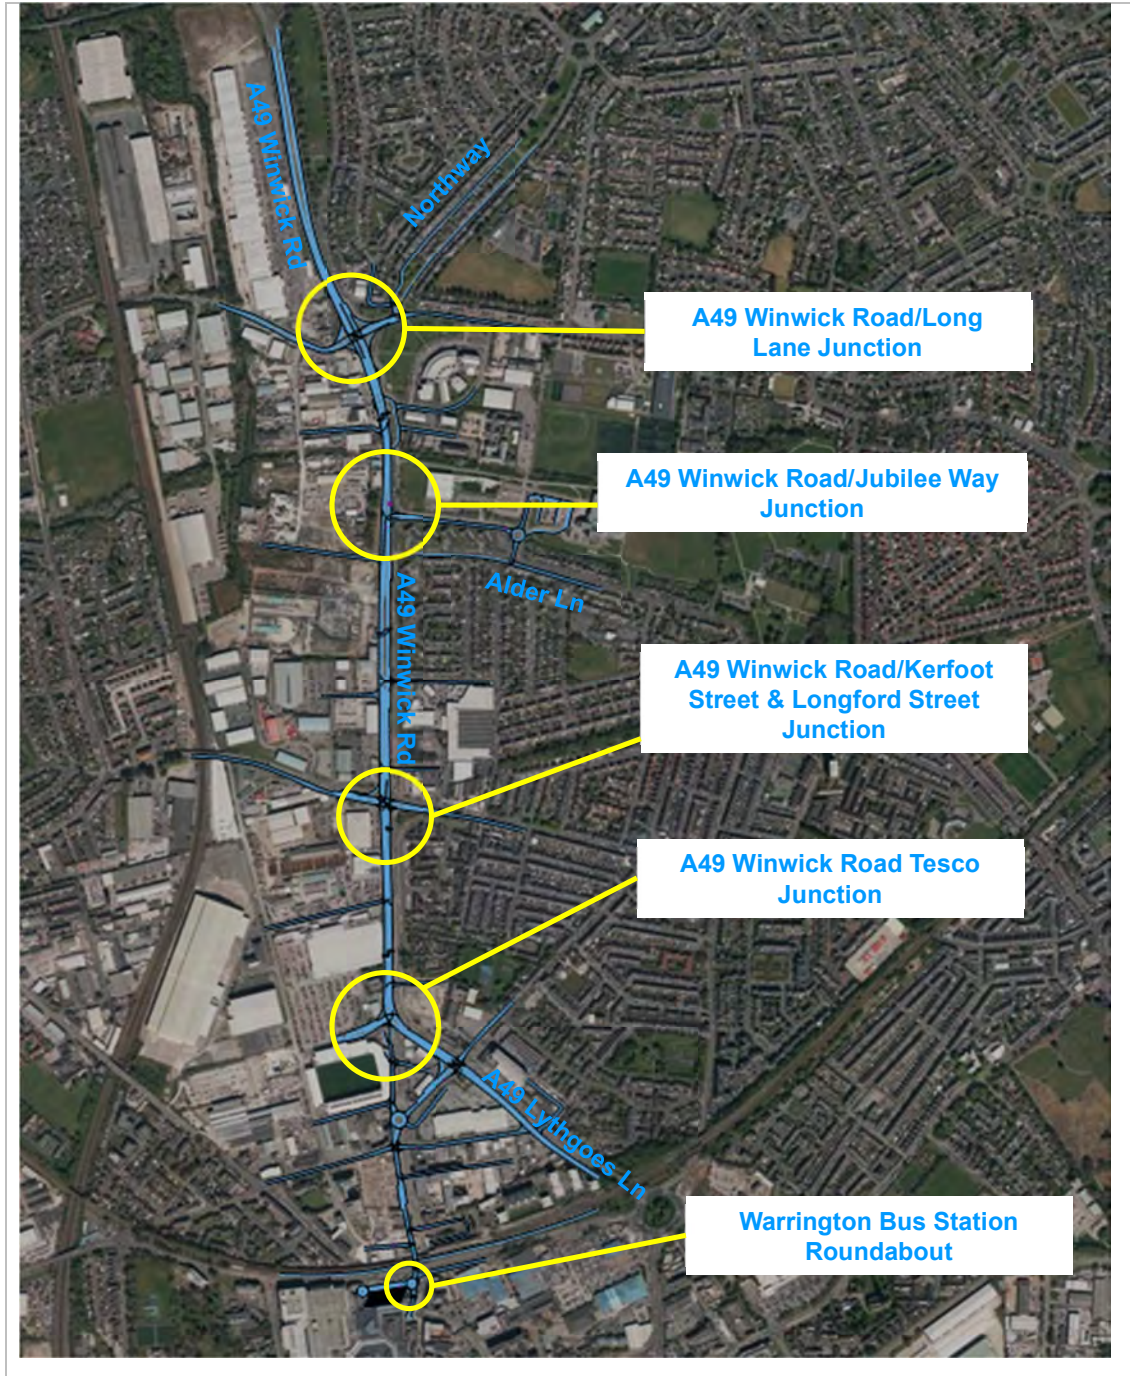 A49 Winwick Rd
Northway
A49 Winwick Road/Long
Lane Junction
A49 Winwick Road/Jubilee Way
Junction
Alder Ln
A49 Winwick Rd
A49 Winwick Road/Kerfoot
Street & Longford Street
Junction
A49 Winwick Road Tesco
Junction
A49 Lythgoes Ln
Warrington Bus Station
Roundabout